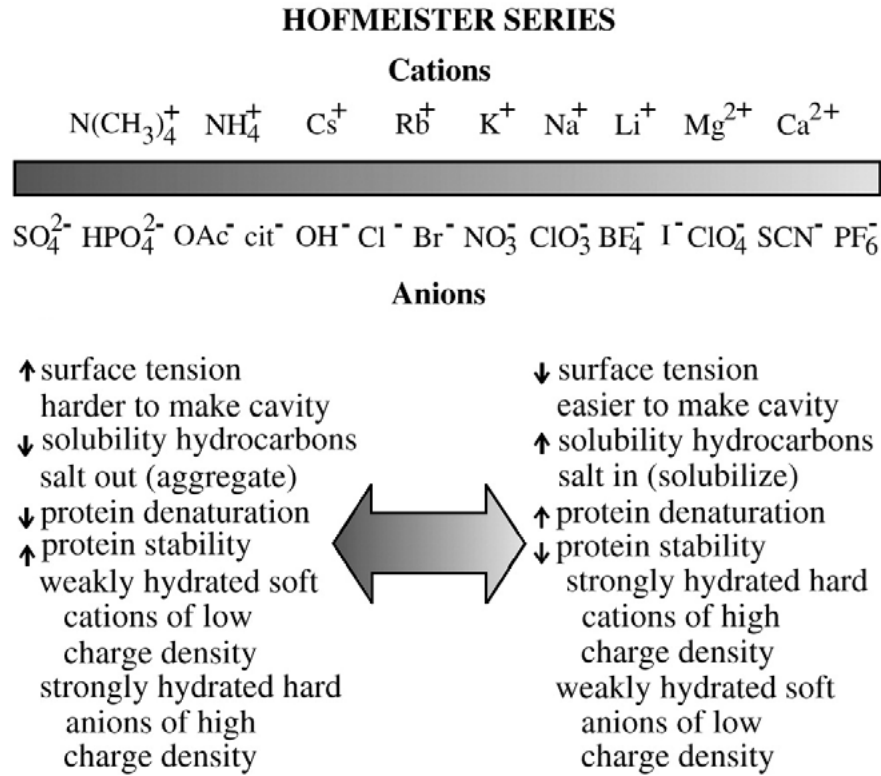 HOFMEISTER SERIES
Cations
N(CH₃)₄⁺ NH₄⁺ Cs⁺ Rb⁺ K⁺ Na⁺ Li⁺ Mg²⁺ Ca²⁺
SO₄²⁻ HPO₄²⁻ OAc⁻ cit⁻ OH⁻ Cl⁻ Br⁻ NO₃⁻ ClO₃⁻ BF₄⁻ I⁻ ClO₄⁻ SCN⁻ PF₆⁻
Anions
↑ surface tension
harder to make cavity
↓ solubility hydrocarbons
salt out (aggregate)
↓ protein denaturation
↑ protein stability
weakly hydrated soft
cations of low
charge density
strongly hydrated hard
anions of high
charge density
↓ surface tension
easier to make cavity
↑ solubility hydrocarbons
salt in (solubilize)
↑ protein denaturation
↓ protein stability
strongly hydrated hard
cations of high
charge density
weakly hydrated soft
anions of low
charge density